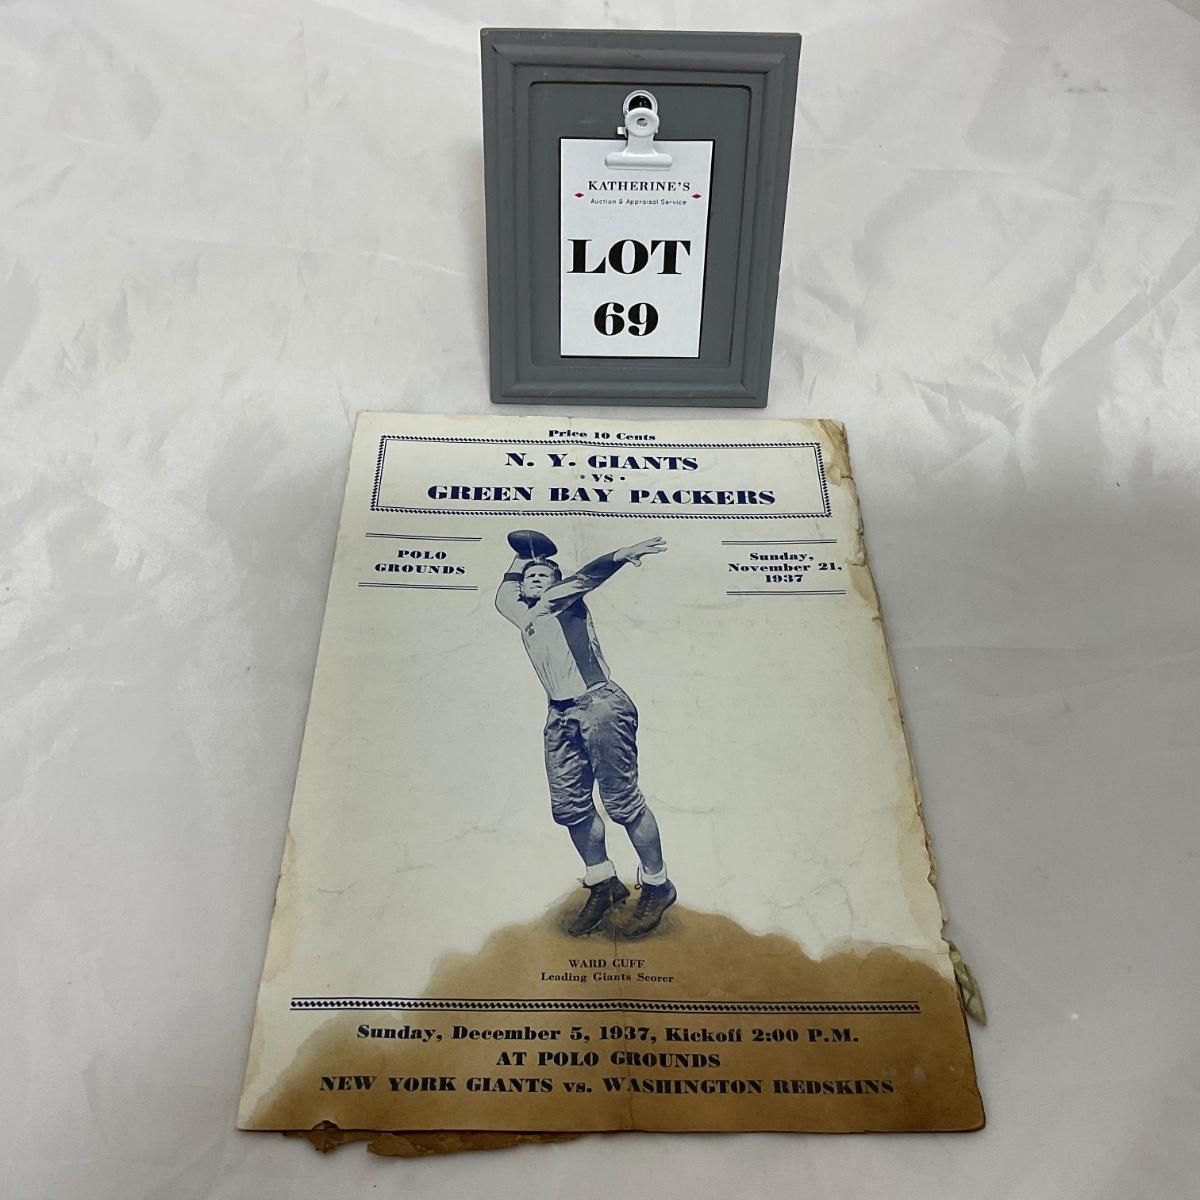 KATHERINE'S
Auction & Appraisal Service
LOT
69
Price 10 Cents
N. Y. GIANTS
• VS •
GREEN BAY PACKERS
POLO
GROUNDS
Sunday,
November 21,
1937
WARD CUFF
Leading Giants Scorer
Sunday, December 5, 1937, Kickoff 2:00 P.M.
AT POLO GROUNDS
NEW YORK GIANTS vs. WASHINGTON REDSKINS